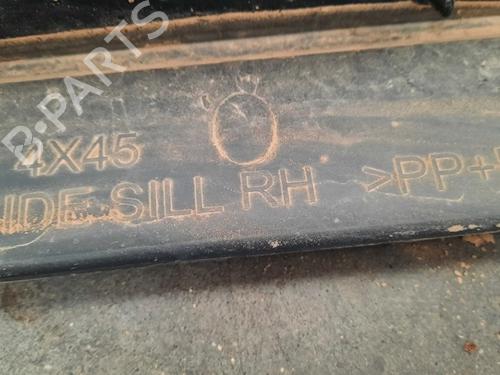 B-PARTS
4X45
IDE SILL RH >PP+E